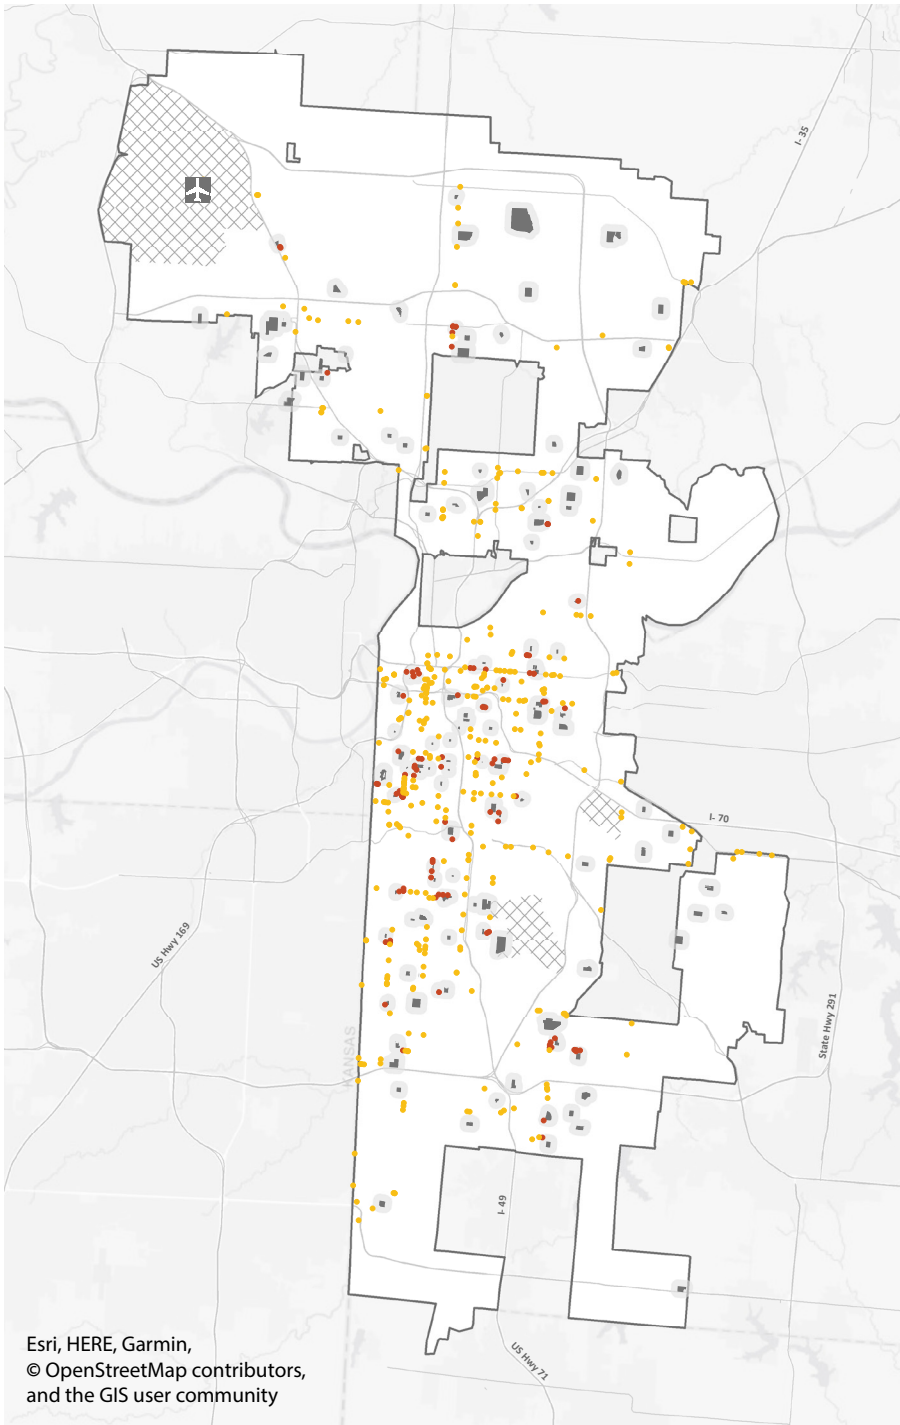 I- 35
I- 70
US Hwy 169
State Hwy 291
KANSAS
I- 49
US Hwy 71
Esri, HERE, Garmin,
© OpenStreetMap contributors,
and the GIS user community